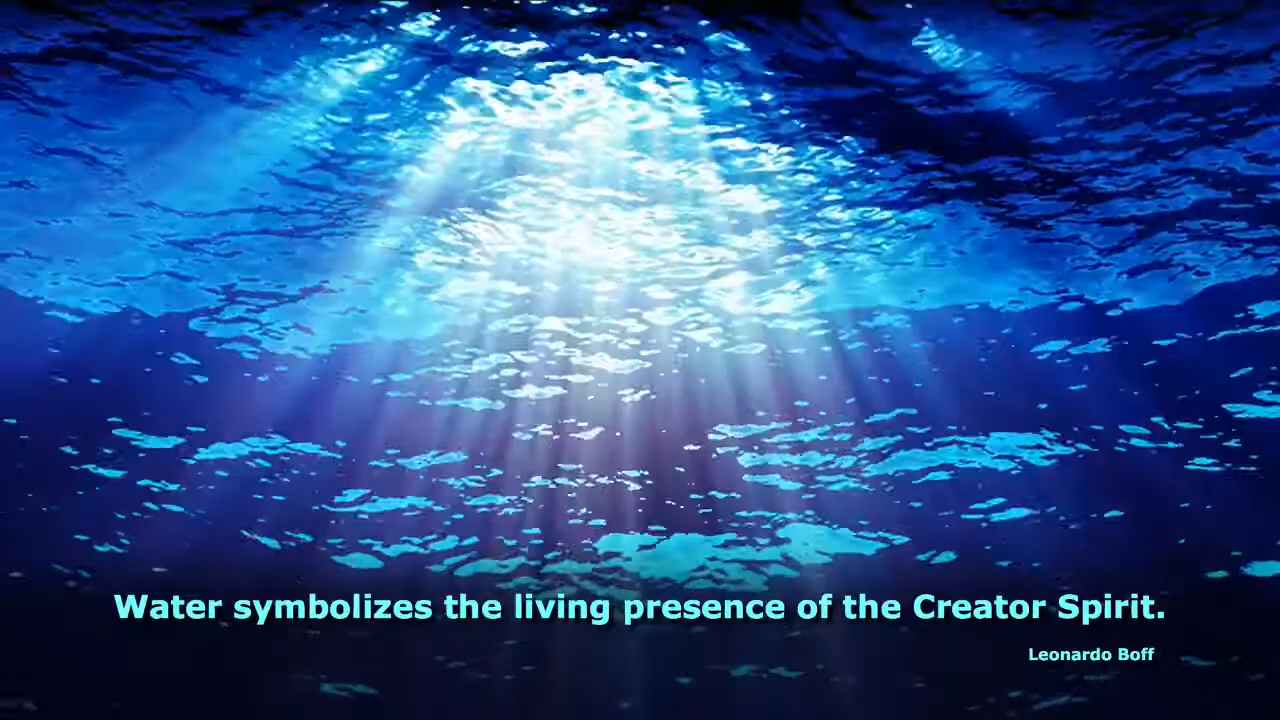 Water symbolizes the living presence of the Creator Spirit.
Leonardo Boff